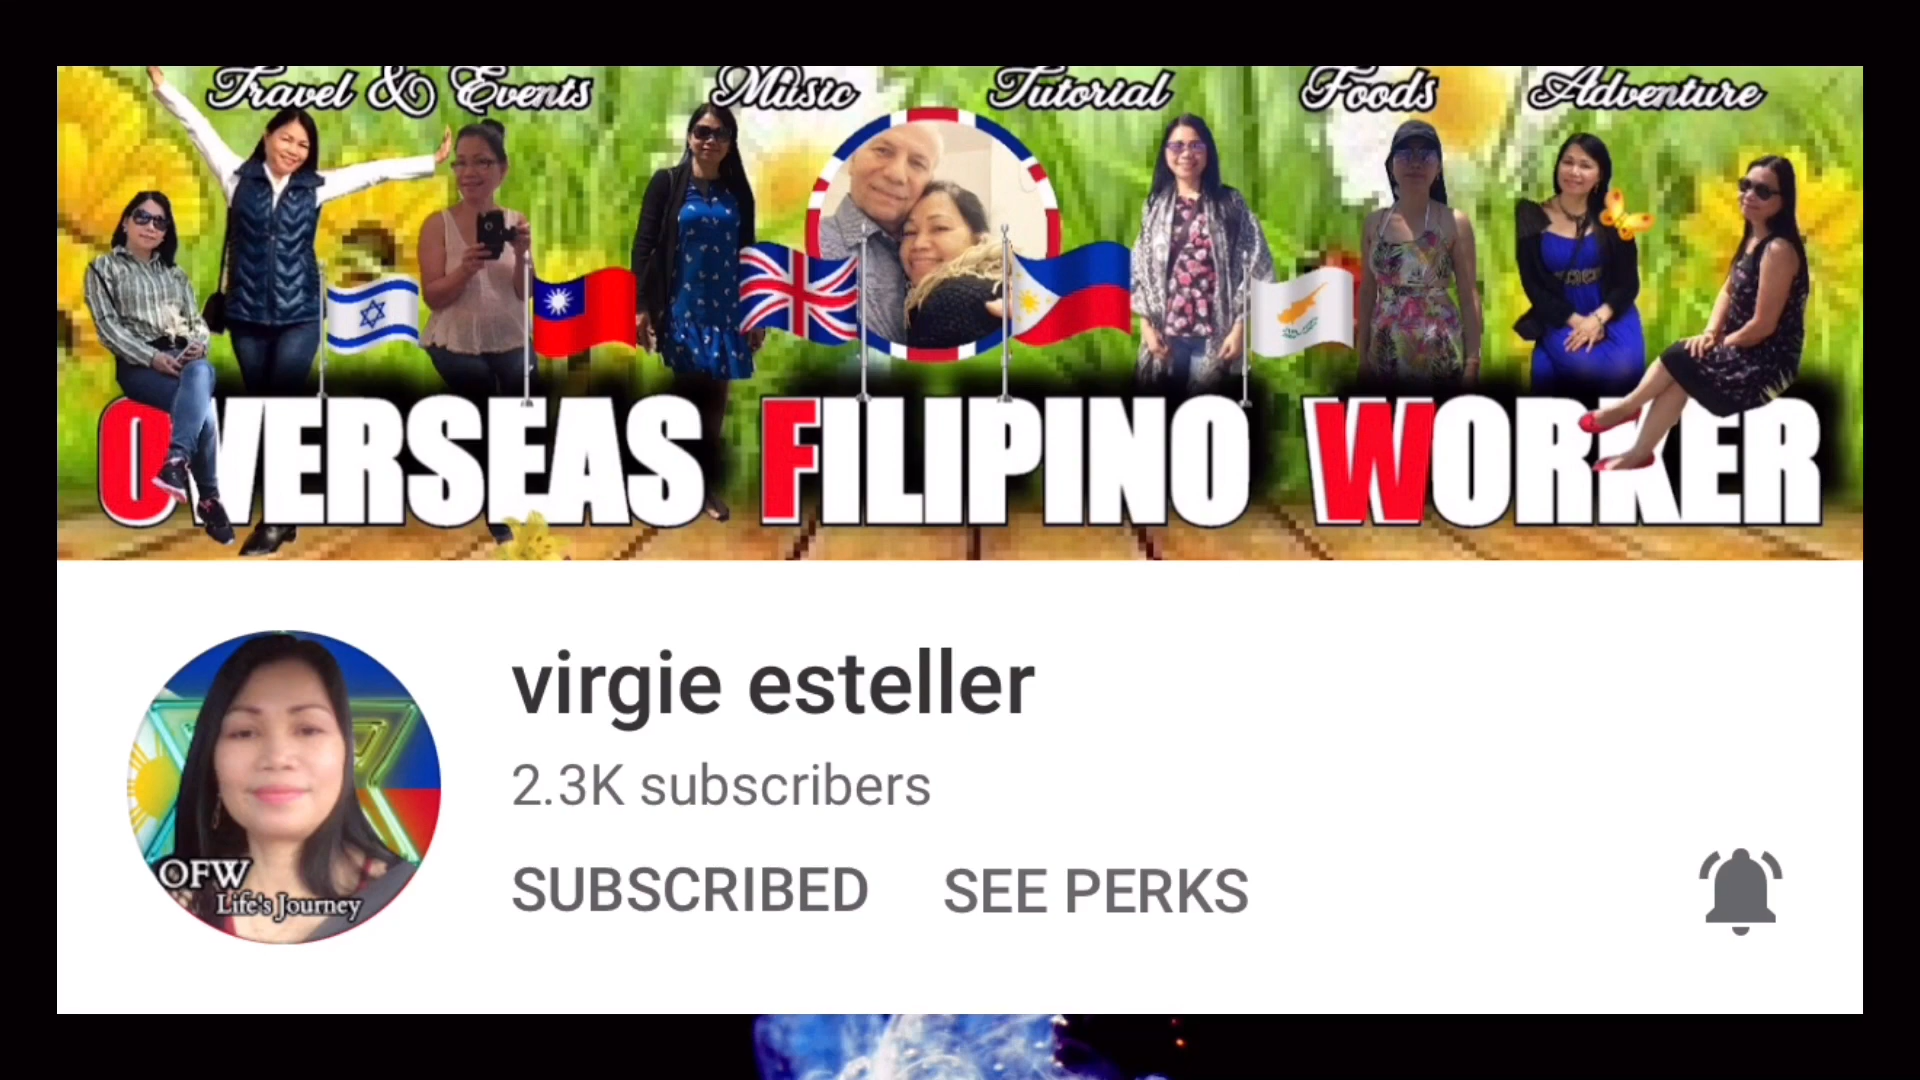 Travel & Events Music Tutorial Foods Adventure
OVERSEAS FILIPINO WORKER
virgie esteller
2.3K subscribers
SUBSCRIBED SEE PERKS
OFW
Life's Journey